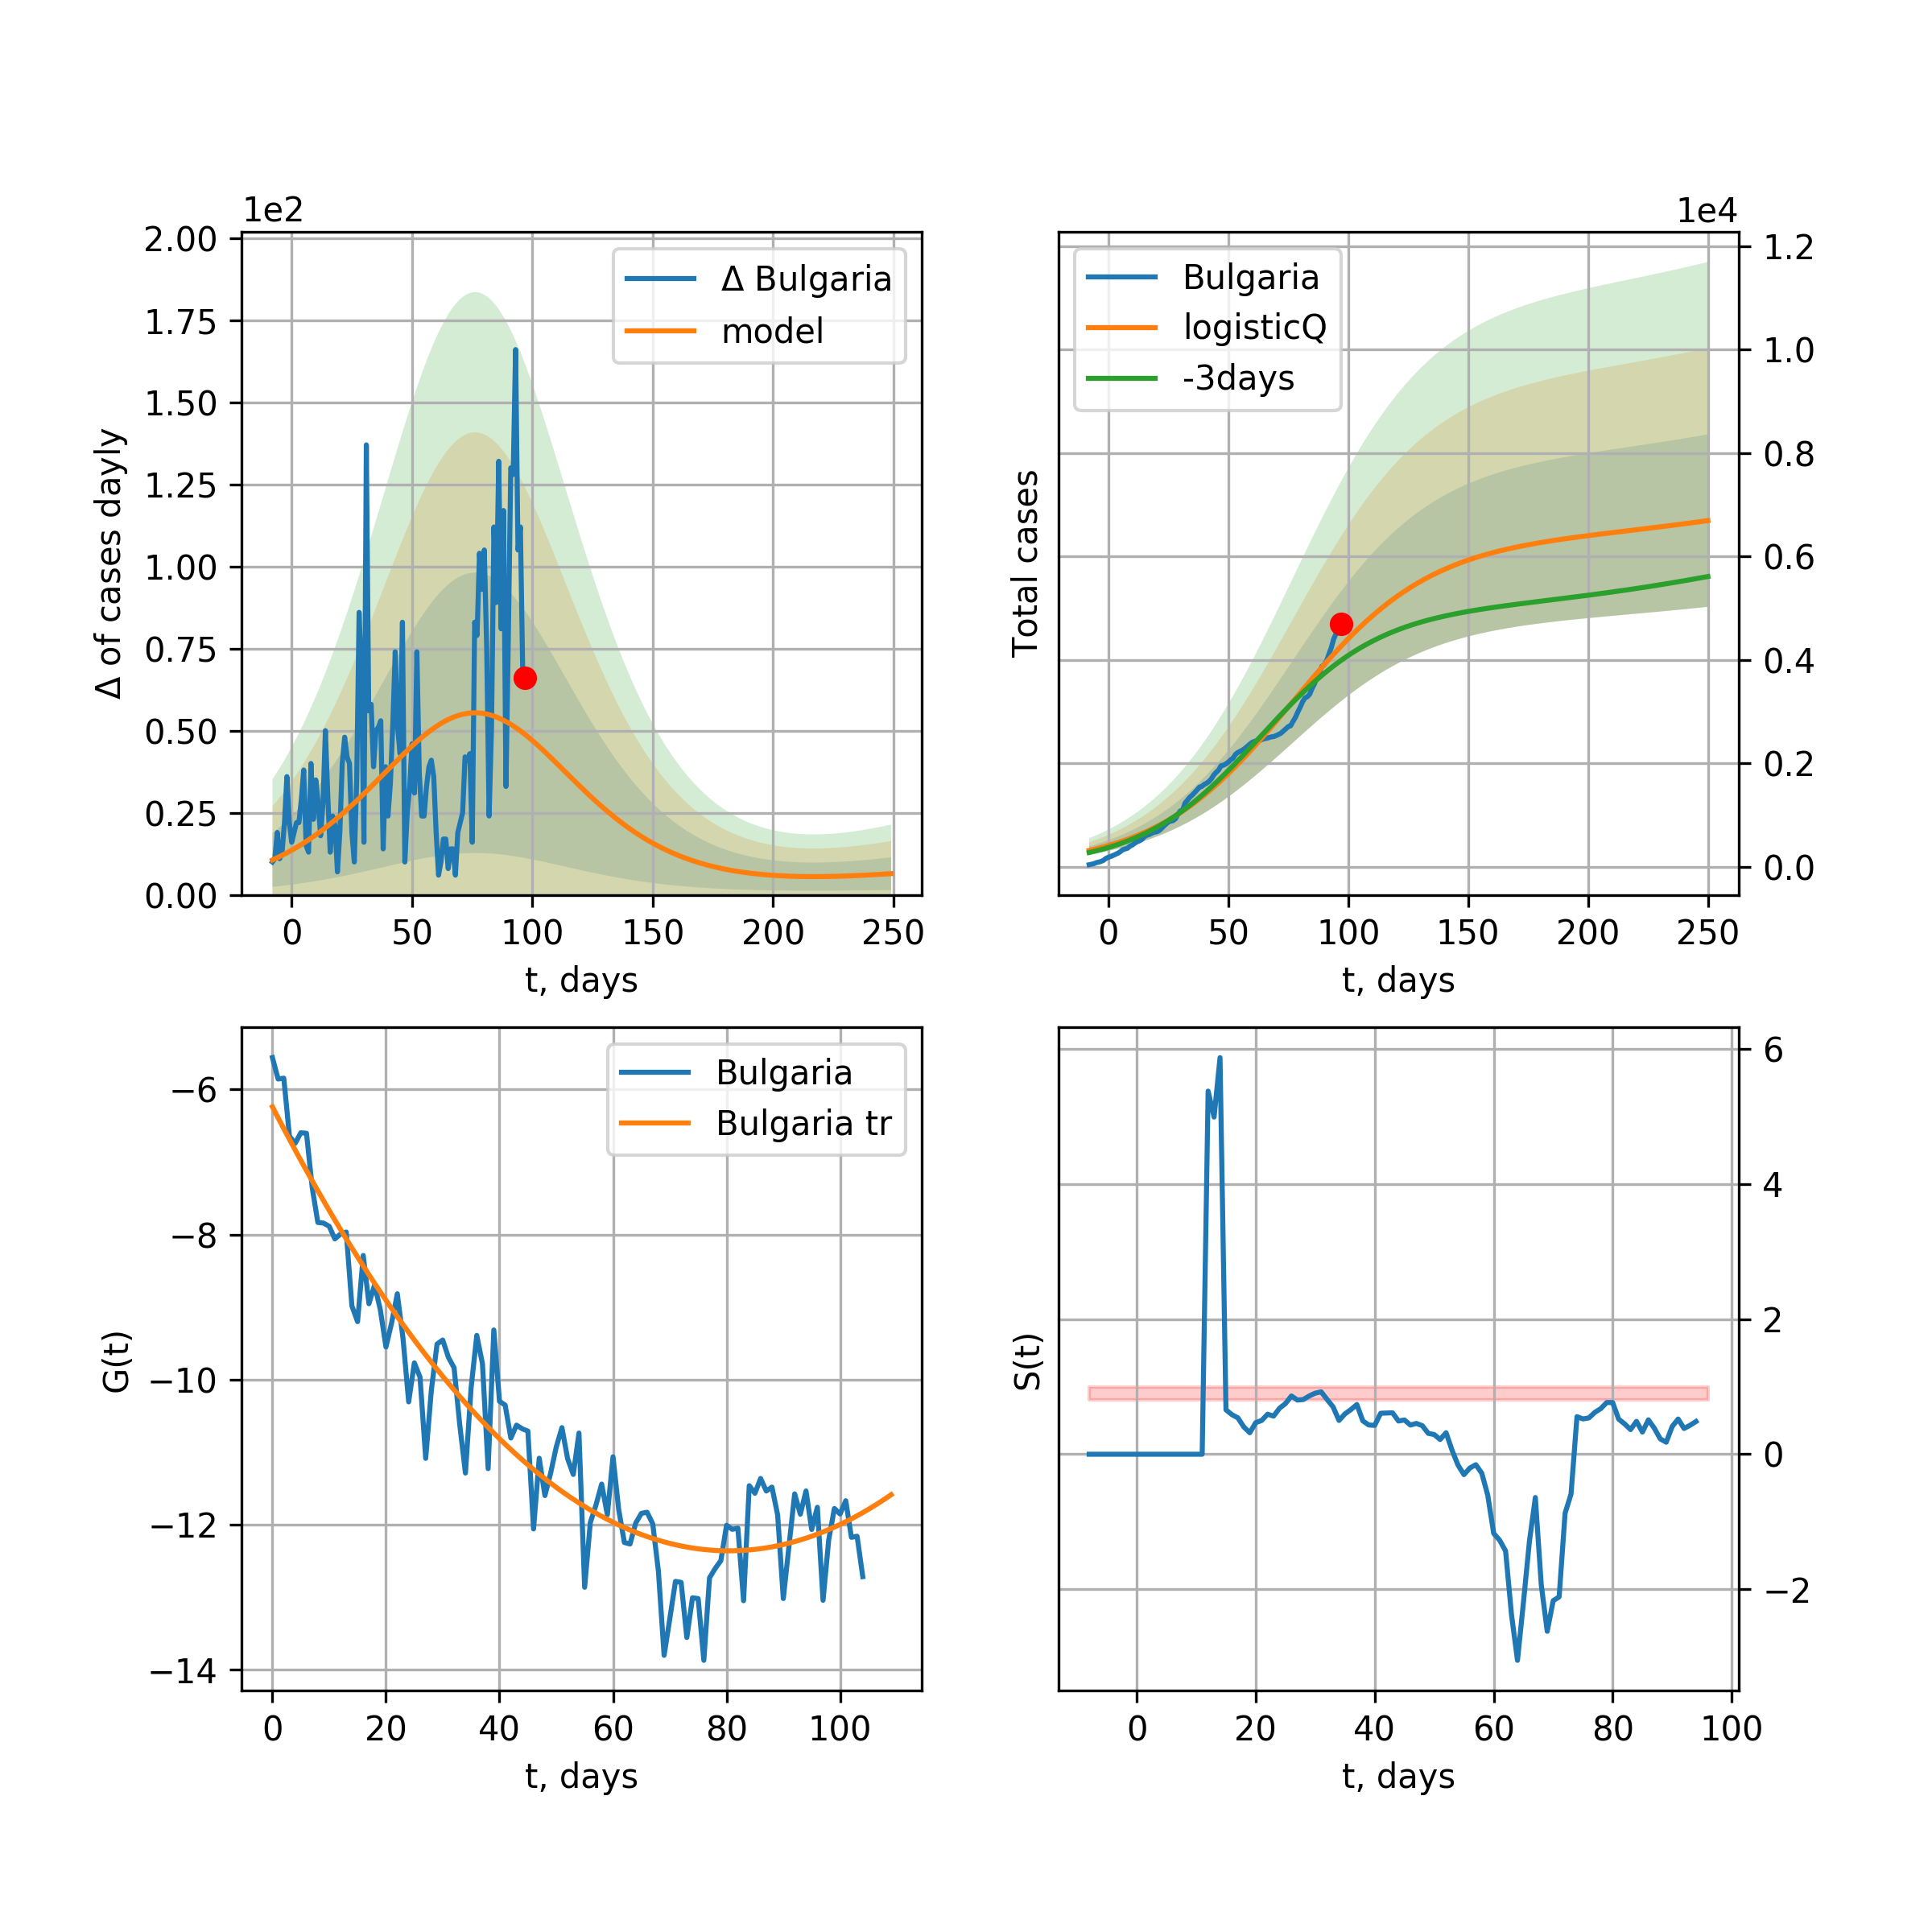 1e2
2.00
1.75
1.50
1.25
1.00
0.75
0.50
0.25
0.00
Δ of cases dayly
Δ Bulgaria
model
0 50 100 150 200 250
t, days
1e4
1.2
1.0
0.8
0.6
0.4
0.2
0.0
Total cases
Bulgaria
logisticQ
-3days
0 50 100 150 200 250
t, days
−6
−8
−10
−12
−14
G(t)
Bulgaria
Bulgaria tr
0 20 40 60 80 100
t, days
6
4
2
0
−2
S(t)
0 20 40 60 80 100
t, days